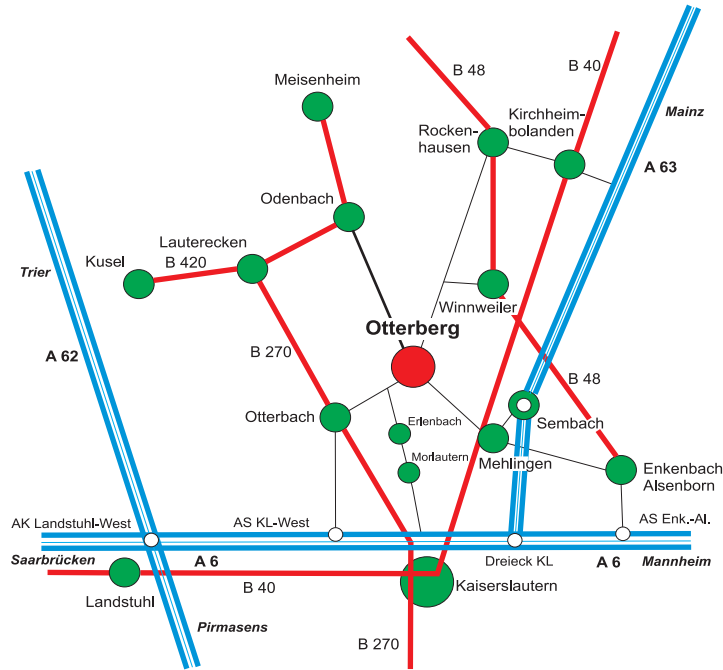 B 48
B 40
Meisenheim
Kirchheim-
bolanden
Mainz
Rocken-
hausen
A 63
Odenbach
Lauterecken
Kusel
B 420
Trier
Winnweiler
Otterberg
A 62
B 270
B 48
Otterbach
Erlenbach
Sembach
Morlautern
Mehlingen
Enkenbach
Alsenborn
AK Landstuhl-West
AS KL-West
AS Enk.-Al.
Saarbrücken
A 6
Dreieck KL
A 6
Mannheim
Landstuhl
B 40
Kaiserslautern
Pirmasens
B 270